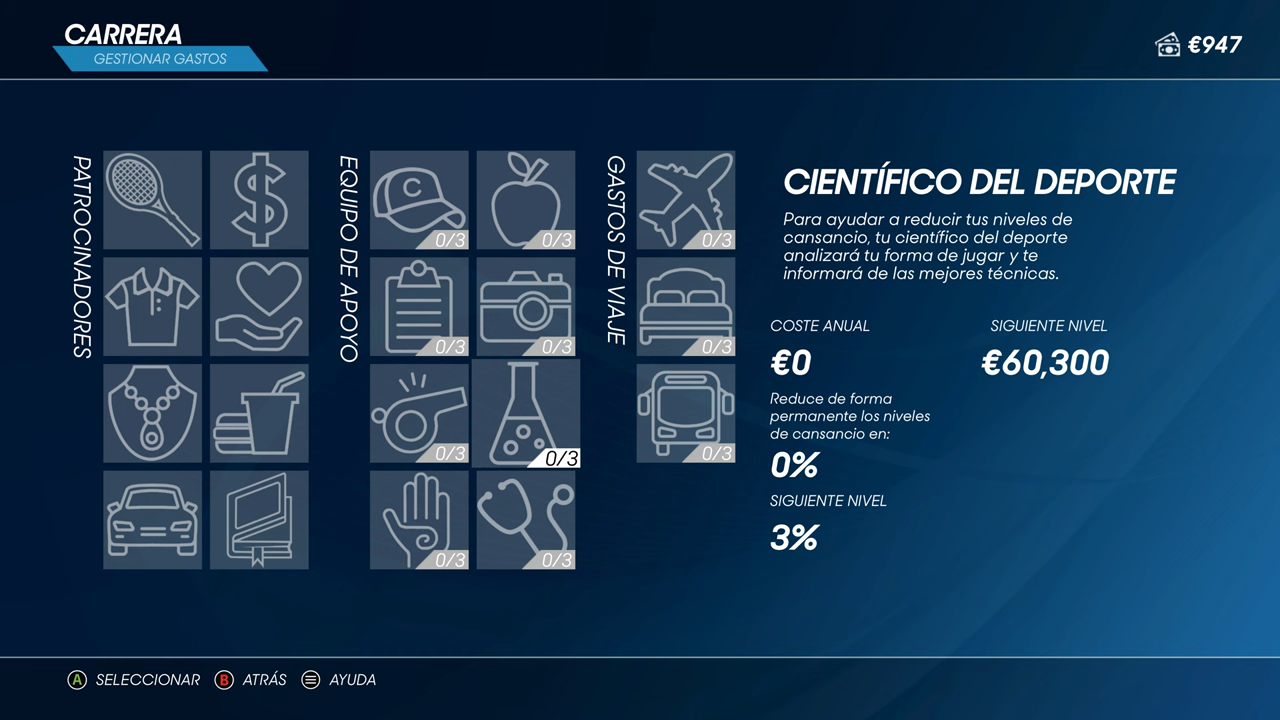 CARRERA
GESTIONAR GASTOS
€947
PATROCINADORES
EQUIPO DE APOYO
C
0/3
0/3
0/3
0/3
0/3
0/3
0/3
0/3
GASTOS DE VIAJE
0/3
0/3
0/3
CIENTÍFICO DEL DEPORTE
Para ayudar a reducir tus niveles de
cansancio, tu científico del deporte
analizará tu forma de jugar y te
informará de las mejores técnicas.
COSTE ANUAL
€0
SIGUIENTE NIVEL
€60,300
Reduce de forma
permanente los niveles
de cansancio en:
0%
SIGUIENTE NIVEL
3%
A SELECCIONAR
B ATRÁS
AYUDA